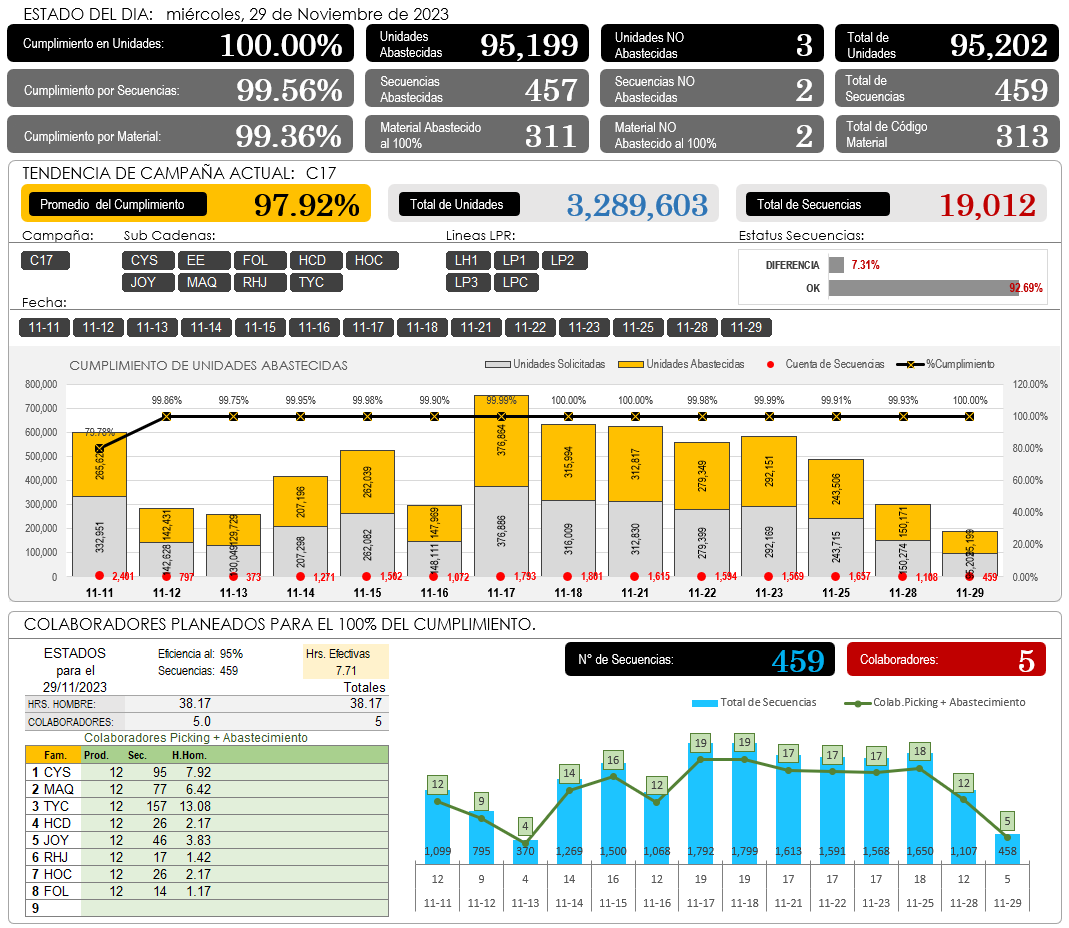 ESTADO DEL DIA: miércoles, 29 de Noviembre de 2023
Cumplimiento en Unidades: 100.00%
Unidades Abastecidas 95,199
Unidades NO Abastecidas 3
Total de Unidades 95,202
Cumplimiento por Secuencias: 99.56%
Secuencias Abastecidas 457
Secuencias NO Abastecidas 2
Total de Secuencias 459
Cumplimiento por Material: 99.36%
Material Abastecido al 100% 311
Material NO Abastecido al 100% 2
Total de Código Material 313
TENDENCIA DE CAMPAÑA ACTUAL: C17
Promedio del Cumplimiento 97.92%
Total de Unidades 3,289,603
Total de Secuencias 19,012
Campaña: Sub Cadenas: Lineas LPR: Estatus Secuencias:
C17 CYS EE FOL HCD HOC LH1 LP1 LP2
JOY MAQ RHJ TYC LP3 LPC
DIFERENCIA 7.31%
OK 92.69%
Fecha:
11-11 11-12 11-13 11-14 11-15 11-16 11-17 11-18 11-21 11-22 11-23 11-25 11-28 11-29
CUMPLIMIENTO DE UNIDADES ABASTECIDAS
Unidades Solicitadas Unidades Abastecidas Cuenta de Secuencias %Cumplimiento
800,000 700,000 600,000 500,000 400,000 300,000 200,000 100,000 0
120.00% 100.00% 80.00% 60.00% 40.00% 20.00% 0.00%
79.78% 99.86% 99.75% 99.95% 99.98% 99.90% 99.99% 100.00% 100.00% 99.98% 99.99% 99.91% 99.93% 100.00%
142,431 129,729 207,196 262,039 147,969 376,864 315,994 312,817 279,349 292,151 243,506 150,171
332,951 207,298 262,082 376,886 316,009 312,830 279,399 292,169 243,715 150,274
2,401 797 373 1,271 1,502 1,072 1,793 1,801 1,615 1,594 1,569 1,657 1,108 459
11-11 11-12 11-13 11-14 11-15 11-16 11-17 11-18 11-21 11-22 11-23 11-25 11-28 11-29
COLABORADORES PLANEADOS PARA EL 100% DEL CUMPLIMIENTO.
ESTADOS para el 29/11/2023
Eficiencia al: 95%
Secuencias: 459
Hrs. Efectivas
7.71
Totales
HRS. HOMBRE: 38.17 38.17
COLABORADORES: 5.0 5
Colaboradores Picking + Abastecimiento
Fam. Prod. Sec. H.Hom.
1 CYS 12 95 7.92
2 MAQ 12 77 6.42
3 TYC 12 157 13.08
4 HCD 12 26 2.17
5 JOY 12 46 3.83
6 RHJ 12 17 1.42
7 HOC 12 26 2.17
8 FOL 12 14 1.17
9
N° de Secuencias: 459
Colaboradores: 5
Total de Secuencias Colab.Picking + Abastecimiento
12 9 4 14 16 12 19 19 17 17 17 18 12 5
1,099 795 370 1,269 1,500 1,068 1,792 1,799 1,613 1,591 1,568 1,650 1,107 458
12 9 4 14 16 12 19 19 17 17 17 18 12 5
11-11 11-12 11-13 11-14 11-15 11-16 11-17 11-18 11-21 11-22 11-23 11-25 11-28 11-29